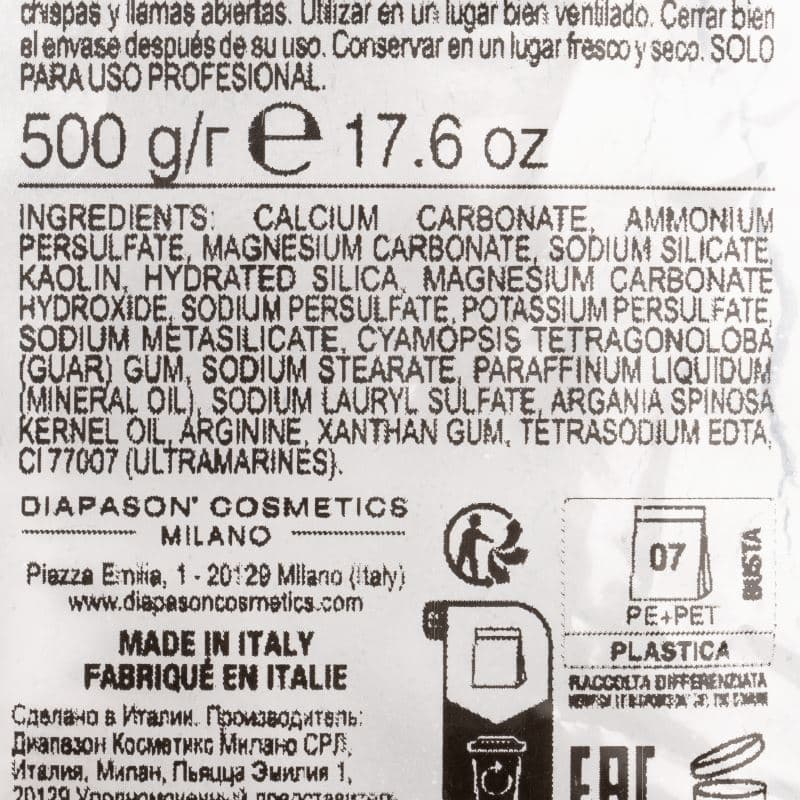 chispas y llamas abiertas. Utilizar en un lugar bien ventilado. Cerrar bien
el envase después de su uso. Conservar en un lugar fresco y seco. SOLO
PARA USO PROFESIONAL.
500 g/г e 17.6 oz
INGREDIENTS: CALCIUM CARBONATE, AMMONIUM
PERSULFATE, MAGNESIUM CARBONATE, SODIUM SILICATE,
KAOLIN, HYDRATED SILICA, MAGNESIUM CARBONATE
HYDROXIDE, SODIUM PERSULFATE, POTASSIUM PERSULFATE,
SODIUM METASILICATE, CYAMOPSIS TETRAGONOLOBA
(GUAR) GUM, SODIUM STEARATE, PARAFFINUM LIQUIDUM
(MINERAL OIL), SODIUM LAURYL SULFATE, ARGANIA SPINOSA
KERNEL OIL, ARGININE, XANTHAN GUM, TETRASODIUM EDTA,
CI 77007 (ULTRAMARINES).
DIAPASON' COSMETICS
MILANO
Piazza Emilia, 1 - 20129 Milano (Italy)
www.diapasoncosmetics.com
MADE IN ITALY
FABRIQUÉ EN ITALIE
Сделано в Италии. Производитель:
Диапазон Косметикс Милано СРЛ,
Италия, Милан, Пьяцца Эмилия 1,
20129 Уполномоченный представитель
07
BUSTA
PE+PET
PLASTICA
RACCOLTA DIFFERENZIATA
EAC